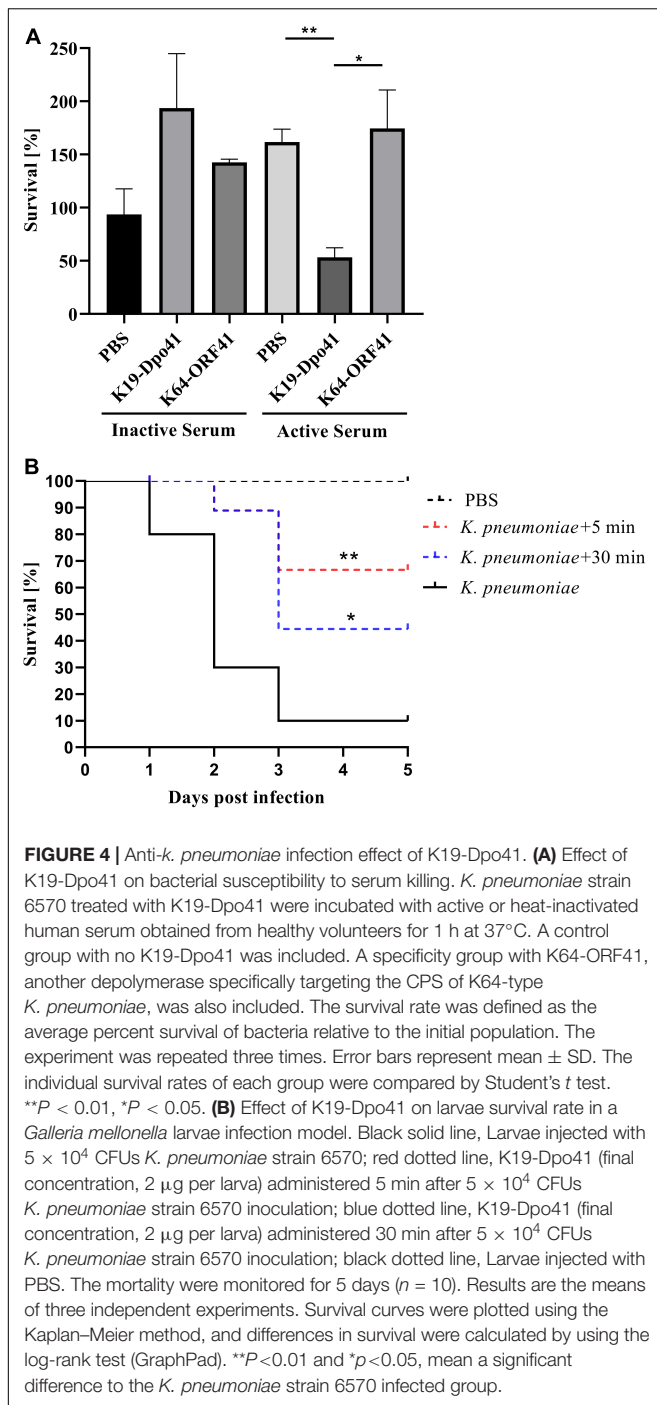 A
**
*
250
200
150
100
50
0
Survival [%]
PBS
K19-Dpo41
K64-ORF41
PBS
K19-Dpo41
K64-ORF41
Inactive Serum
Active Serum
B
100
90
80
70
60
50
40
30
20
10
0
Survival [%]
**
*
0 1 2 3 4 5
Days post infection
PBS
K. pneumoniae+5 min
K. pneumoniae+30 min
K. pneumoniae
FIGURE 4 | Anti-k. pneumoniae infection effect of K19-Dpo41. (A) Effect of
K19-Dpo41 on bacterial susceptibility to serum killing. K. pneumoniae strain
6570 treated with K19-Dpo41 were incubated with active or heat-inactivated
human serum obtained from healthy volunteers for 1 h at 37°C. A control
group with no K19-Dpo41 was included. A specificity group with K64-ORF41,
another depolymerase specifically targeting the CPS of K64-type
K. pneumoniae, was also included. The survival rate was defined as the
average percent survival of bacteria relative to the initial population. The
experiment was repeated three times. Error bars represent mean ± SD. The
individual survival rates of each group were compared by Student's t test.
**P < 0.01, *P < 0.05. (B) Effect of K19-Dpo41 on larvae survival rate in a
Galleria mellonella larvae infection model. Black solid line, Larvae injected with
5 × 10⁴ CFUs K. pneumoniae strain 6570; red dotted line, K19-Dpo41 (final
concentration, 2 μg per larva) administered 5 min after 5 × 10⁴ CFUs
K. pneumoniae strain 6570 inoculation; blue dotted line, K19-Dpo41 (final
concentration, 2 μg per larva) administered 30 min after 5 × 10⁴ CFUs
K. pneumoniae strain 6570 inoculation; black dotted line, Larvae injected with
PBS. The mortality were monitored for 5 days (n = 10). Results are the means
of three independent experiments. Survival curves were plotted using the
Kaplan–Meier method, and differences in survival were calculated by using the
log-rank test (GraphPad). **P<0.01 and *p<0.05, mean a significant
difference to the K. pneumoniae strain 6570 infected group.